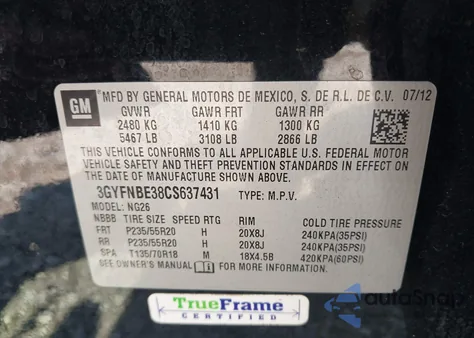 GM
MFD BY GENERAL MOTORS DE MEXICO, S. DE R.L. DE C.V. 07/12
GVWR GAWR FRT GAWR RR
2480 KG 1410 KG 1300 KG
5467 LB 3108 LB 2866 LB
THIS VEHICLE CONFORMS TO ALL APPLICABLE U.S. FEDERAL MOTOR
VEHICLE SAFETY AND THEFT PREVENTION STANDARDS IN EFFECT ON
THE DATE OF MANUFACTURE SHOWN ABOVE.
3GYFNBE38CS637431 TYPE: M.P.V.
MODEL: NG26
NBBB TIRE SIZE SPEED RTG RIM COLD TIRE PRESSURE
FRT P235/55R20 H 20X8J 240KPA(35PSI)
RR P235/55R20 H 20X8J 240KPA(35PSI)
SPA T135/70R18 M 18X4.5B 420KPA(60PSI)
SEE OWNER'S MANUAL FOR ADDITIONAL INFORMATION
TrueFrame
CERTIFIED
autoSnap